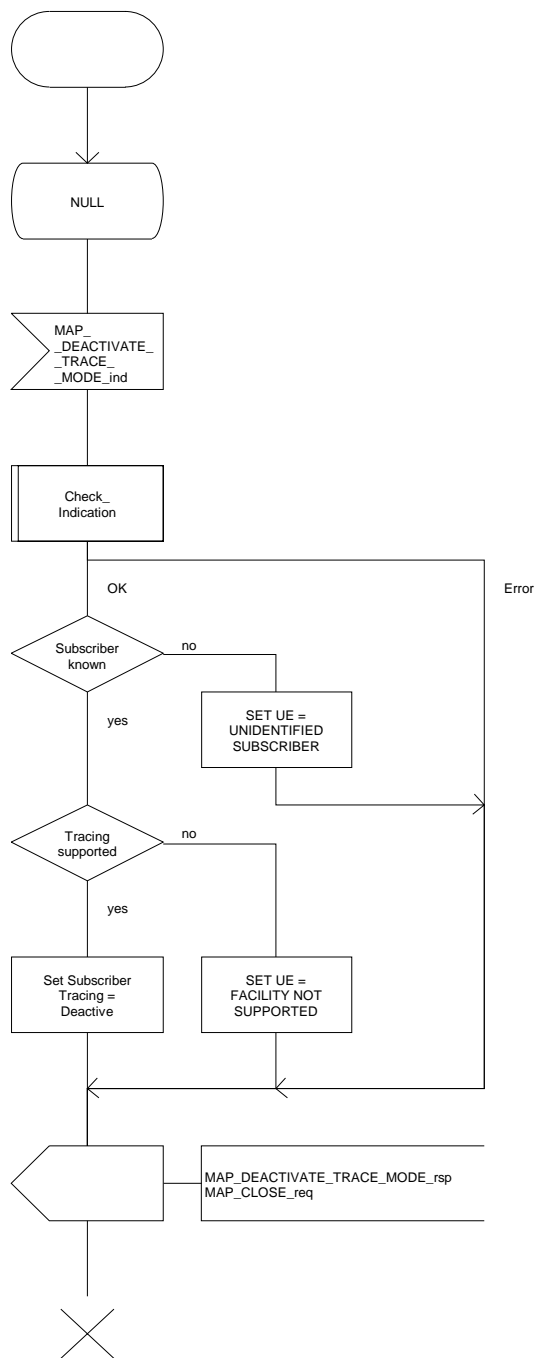 NULL
MAP_
_DEACTIVATE_
_TRACE_
_MODE_ind
Check_
Indication
OK
Error
Subscriber
known
no
yes
SET UE =
UNIDENTIFIED
SUBSCRIBER
Tracing
supported
no
yes
Set Subscriber
Tracing =
Deactive
SET UE =
FACILITY NOT
SUPPORTED
MAP_DEACTIVATE_TRACE_MODE_rsp
MAP_CLOSE_req